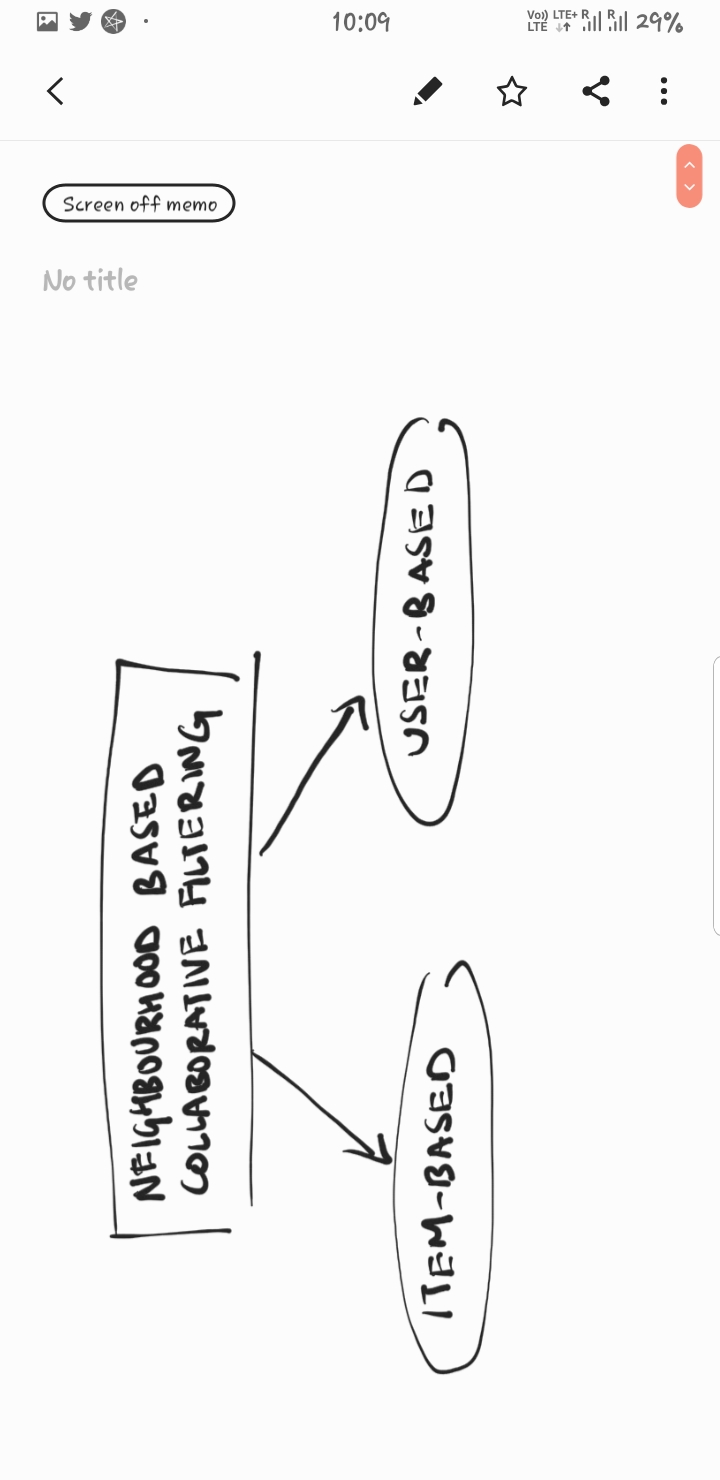 10:09
Vo)) LTE+ R R 29%
LTE
Screen off memo
No title
NEIGHBOURHOOD BASED
COLLABORATIVE FILTERING
ITEM-BASED
USER-BASED